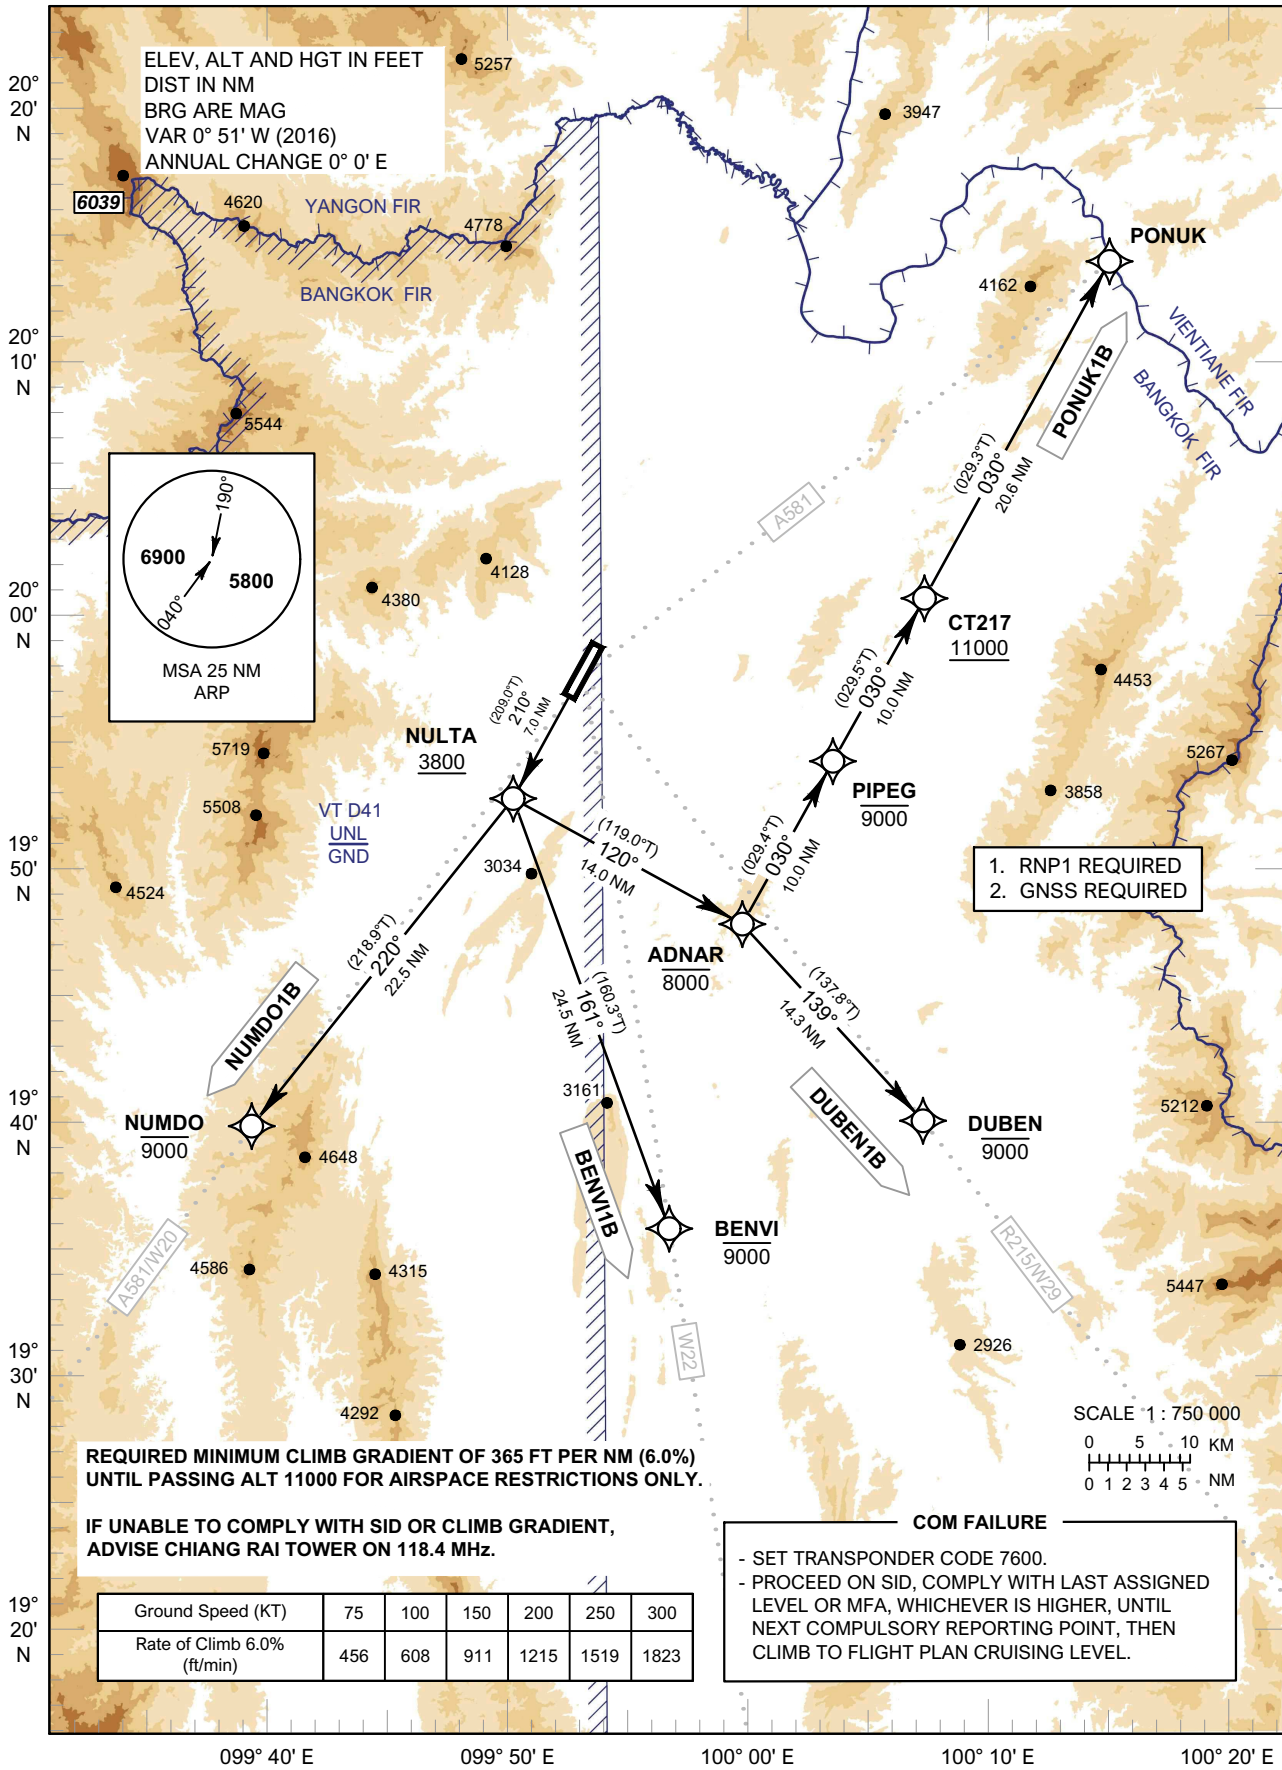 ELEV, ALT AND HGT IN FEET
DIST IN NM
BRG ARE MAG
VAR 0° 51' W (2016)
ANNUAL CHANGE 0° 0' E
5257
3947
20°
20'
N
6039
4620
YANGON FIR
4778
BANGKOK FIR
PONUK
4162
VIENTIANE FIR
BANGKOK FIR
PONUK1B
20°
10'
N
5544
A581
(029.3°T)
030°
20.6 NM
190°
6900
5800
040°
MSA 25 NM
ARP
4128
4380
20°
00'
N
CT217
11000
4453
(029.5°T)
030°
10.0 NM
(209.0°T)
210°
7.0 NM
NULTA
3800
5719
5267
5508
PIPEG
9000
3858
VT D41
UNL
GND
19°
50'
N
(119.0°T)
120°
14.0 NM
(029.4°T)
030°
10.0 NM
1. RNP1 REQUIRED
2. GNSS REQUIRED
3034
4524
ADNAR
8000
(218.9°T)
220°
22.5 NM
(160.3°T)
161°
24.5 NM
(137.8°T)
139°
14.3 NM
NUMDO1B
19°
40'
N
3161
5212
NUMDO
9000
DUBEN1B
DUBEN
9000
4648
BENVI1B
BENVI
9000
A581/W20
4586
4315
R215/W29
5447
W22
2926
19°
30'
N
4292
SCALE 1 : 750 000
0 5 10 KM
0 1 2 3 4 5 NM
REQUIRED MINIMUM CLIMB GRADIENT OF 365 FT PER NM (6.0%)
UNTIL PASSING ALT 11000 FOR AIRSPACE RESTRICTIONS ONLY.
IF UNABLE TO COMPLY WITH SID OR CLIMB GRADIENT,
ADVISE CHIANG RAI TOWER ON 118.4 MHz.
COM FAILURE
- SET TRANSPONDER CODE 7600.
- PROCEED ON SID, COMPLY WITH LAST ASSIGNED
LEVEL OR MFA, WHICHEVER IS HIGHER, UNTIL
NEXT COMPULSORY REPORTING POINT, THEN
CLIMB TO FLIGHT PLAN CRUISING LEVEL.
19°
20'
N
Ground Speed (KT) 75 100 150 200 250 300
Rate of Climb 6.0%
(ft/min) 456 608 911 1215 1519 1823
099° 40' E 099° 50' E 100° 00' E 100° 10' E 100° 20' E